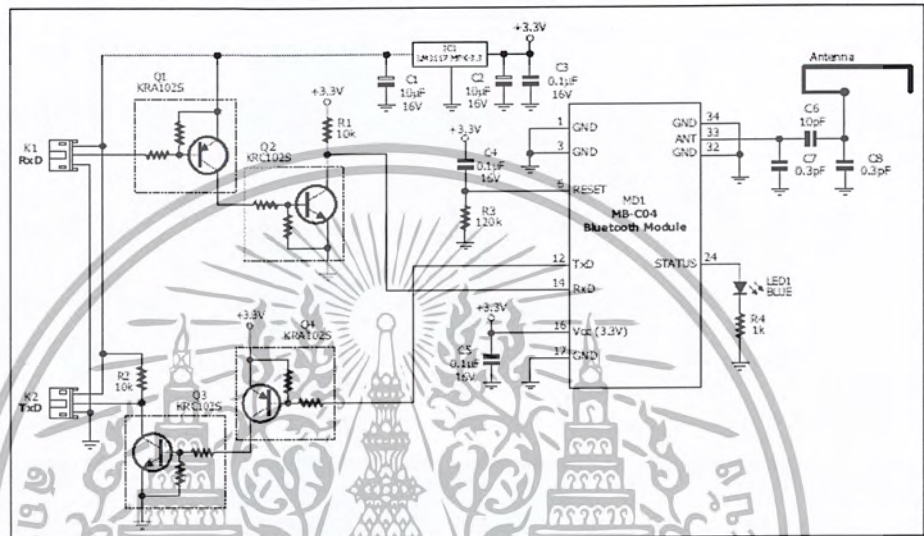 +3.3V
IC1
LM1117 MPX-3.3
C1
10µF
16V
C2
10µF
16V
C3
0.1µF
16V
Antenna
Q1
KRA102S
+3.3V
R1
10k
K1
RxD
Q2
KRC102S
+3.3V
C4
0.1µF
16V
R3
120k
1 GND
3 GND
RESET
MD1
MB-C04
Bluetooth Module
12 TxD
14 RxD
16 Vcc (3.3V)
17 GND
GND 34
ANT 33
GND 32
STATUS 24
C6
10pF
C7
0.3pF
C8
0.3pF
LED1
BLUE
R4
1k
+3.3V
C5
0.1µF
16V
+3.3V
Q4
KRA102S
R2
10k
Q3
KRC102S
K2
TxD